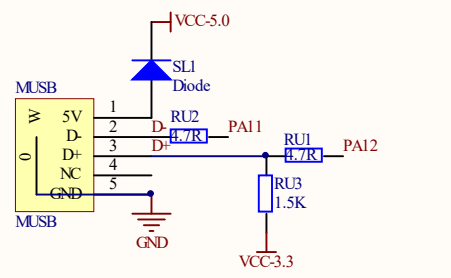 VCC-5.0
SL1
Diode
MUSB
W
0
5V
1
D-
2
D-
RU2
4.7R
PA11
D+
3
D+
RU1
4.7R
PA12
NC
4
GND
5
RU3
1.5K
MUSB
GND
VCC-3.3